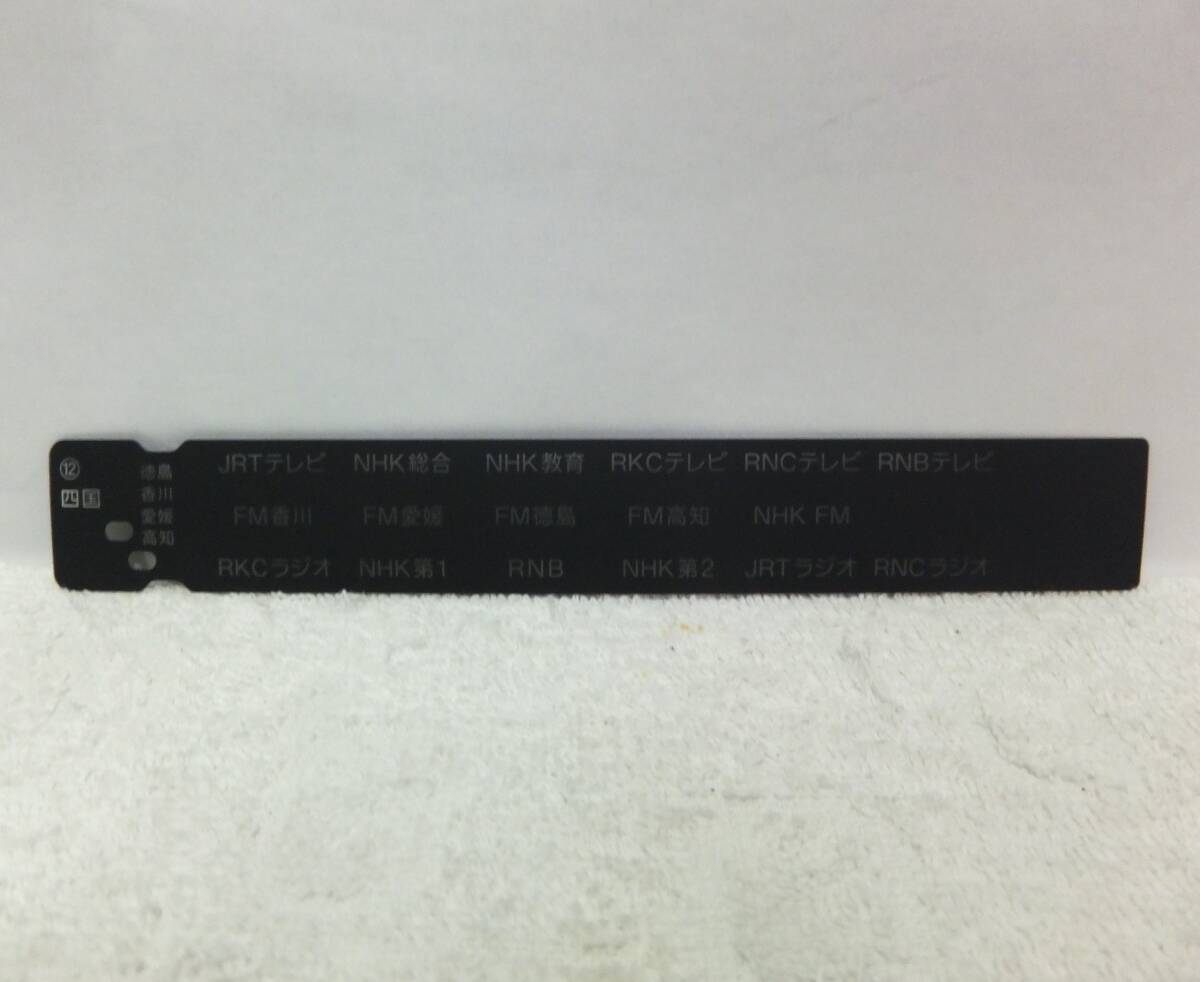 ⑫
四国
徳島
香川
愛媛
高知
JRTテレビ NHK総合 NHK教育 RKCテレビ RNCテレビ RNBテレビ
FM香川 FM愛媛 FM徳島 FM高知 NHK FM
RKCラジオ NHK第1 RNB NHK第2 JRTラジオ RNCラジオ